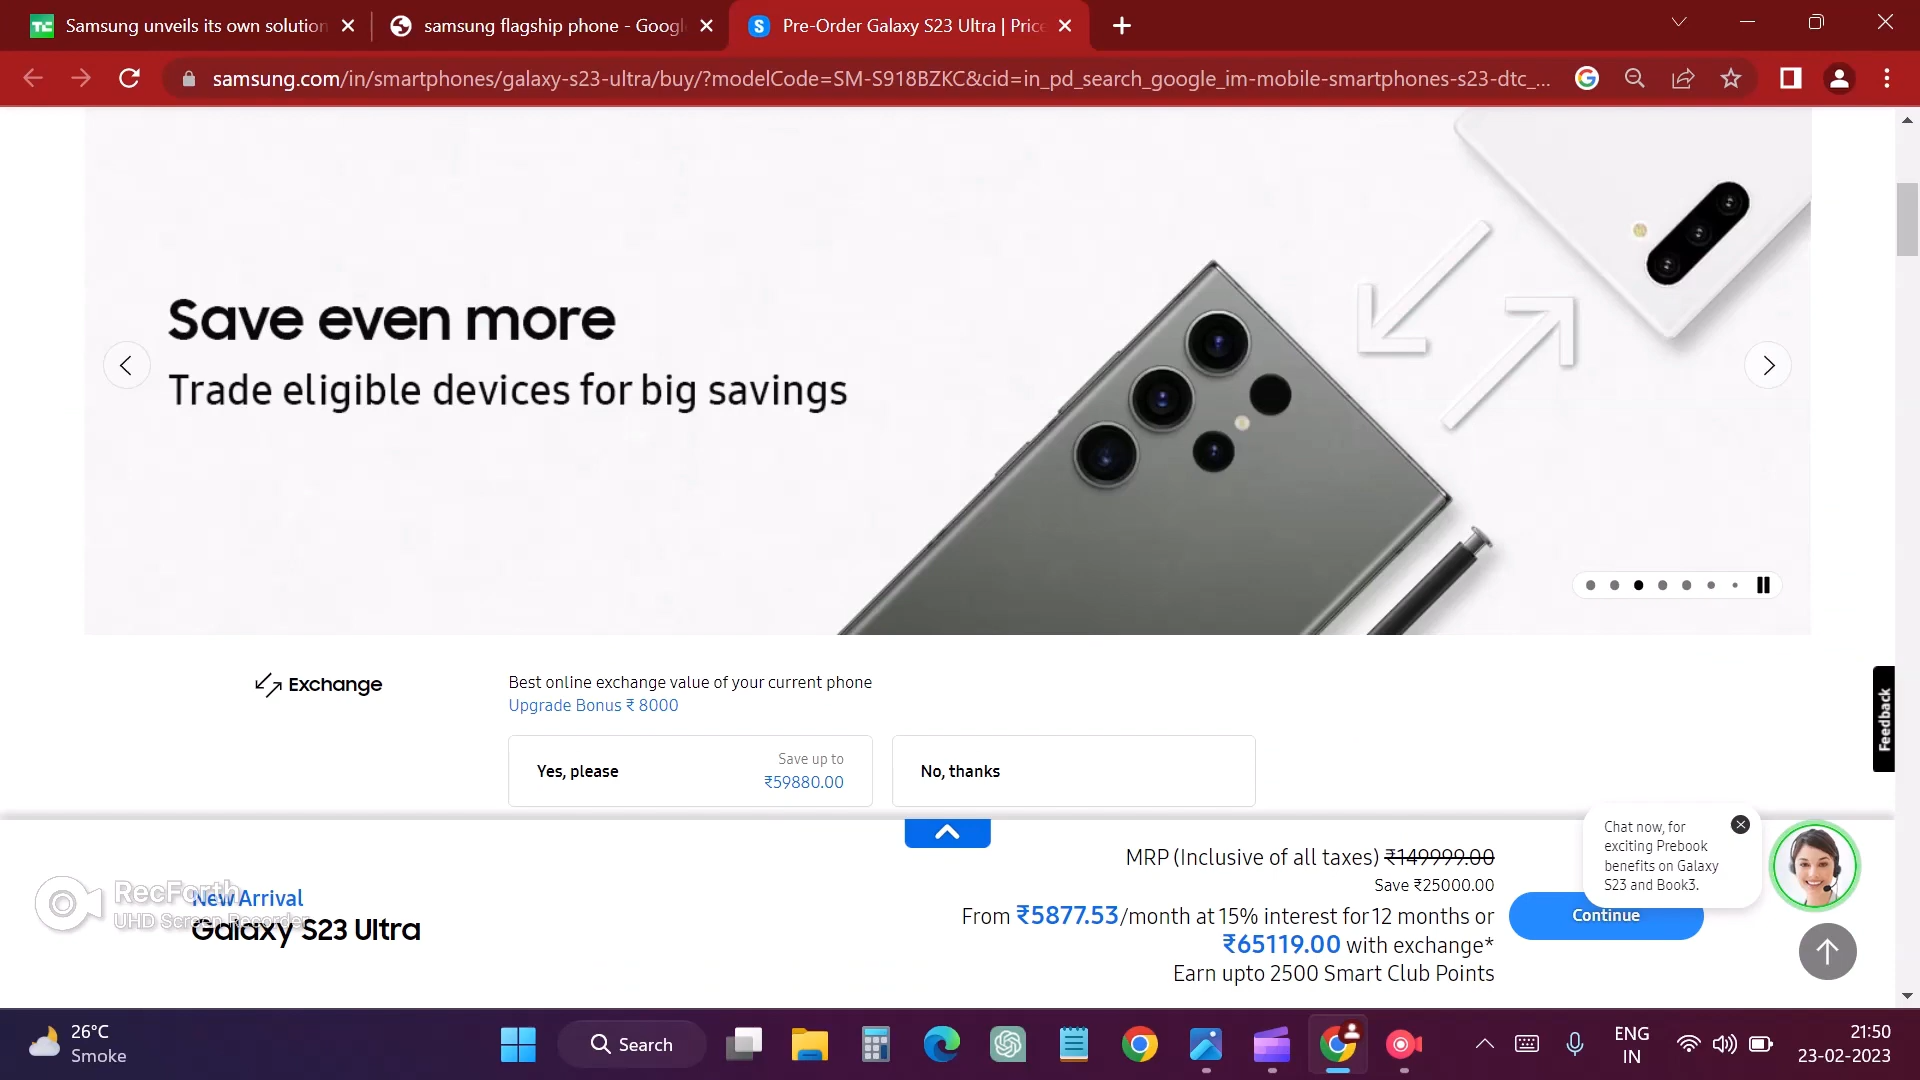 Samsung unveils its own solution
samsung flagship phone - Googl
Pre-Order Galaxy S23 Ultra | Price
samsung.com/in/smartphones/galaxy-s23-ultra/buy/?modelCode=SM-S918BZKC&cid=in_pd_search_google_im-mobile-smartphones-s23-dtc_...
Save even more
Trade eligible devices for big savings
Exchange
Best online exchange value of your current phone
Upgrade Bonus ₹ 8000
Yes, please
Save up to
₹59880.00
No, thanks
Feedback
Chat now, for
exciting Prebook
benefits on Galaxy
S23 and Book3.
MRP (Inclusive of all taxes) ₹149999.00
Save ₹25000.00
From ₹5877.53/month at 15% interest for 12 months or
₹65119.00 with exchange*
Earn upto 2500 Smart Club Points
Continue
RecForth
UHD Screen Recorder
New Arrival
Galaxy S23 Ultra
26°C
Smoke
Search
ENG
IN
21:50
23-02-2023